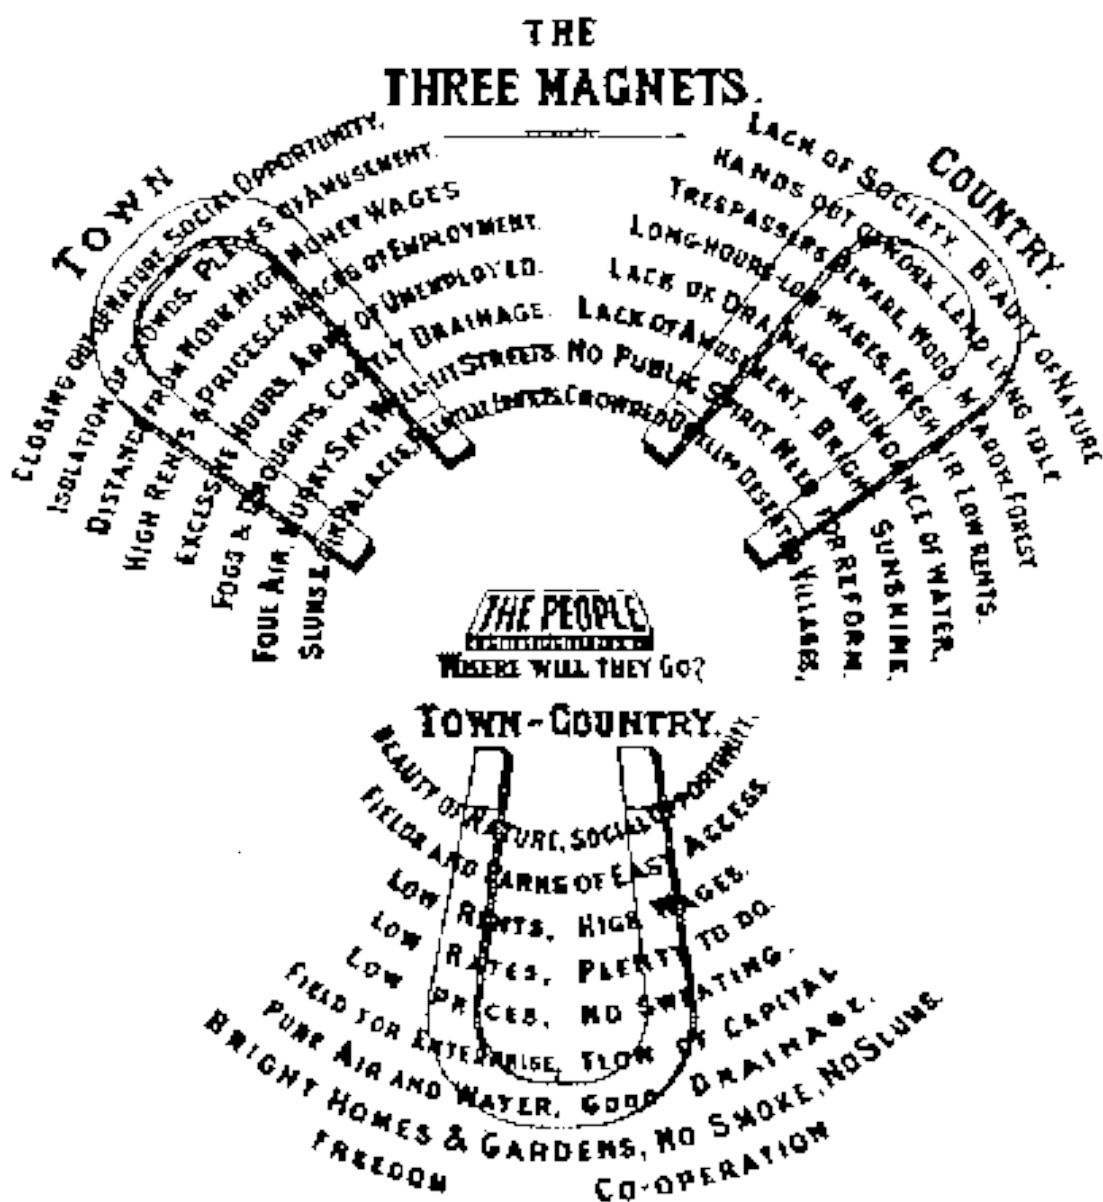 THE
THREE MAGNETS.
TOWN
CLOSING OUT OF NATURE. SOCIAL OPPORTUNITY.
ISOLATION OF CROWDS. PLACES OF AMUSEMENT.
DISTANCE FROM WORK. HIGH MONEY WAGES
HIGH RENTS & PRICES. CHANCES OF EMPLOYMENT.
EXCESSIVE HOURS. ARMY OF UNEMPLOYED.
FOGS & DROUGHTS. COSTLY DRAINAGE.
FOUL AIR. MURKY SKY. WELL-LIT STREETS.
SLUMS & GIN PALACES.
COUNTRY.
LACK OF SOCIETY. BEAUTY OF NATURE
HANDS OUT OF WORK. LAND LYING IDLE
TRESPASSERS BEWARE. WOOD, MEADOW, FOREST
LONG HOURS-LOW WAGES. FRESH AIR LOW RENTS.
LACK OF DRAINAGE. ABUNDANCE OF WATER.
LACK OF AMUSEMENT. BRIGHT SUNSHINE.
NO PUBLIC SPIRIT. NEED FOR REFORM.
CROWDED DESERTED VILLAGES.
THE PEOPLE
WHERE WILL THEY GO?
TOWN-COUNTRY.
BEAUTY OF NATURE, SOCIAL OPPORTUNITY.
FIELDS AND PARKS OF EASY ACCESS.
LOW RENTS, HIGH WAGES.
LOW RATES, PLENTY TO DO.
LOW PRICES, NO SWEATING.
FIELD FOR ENTERPRISE, FLOW OF CAPITAL
PURE AIR AND WATER, GOOD DRAINAGE.
BRIGHT HOMES & GARDENS, NO SMOKE, NO SLUMS.
FREEDOM CO-OPERATION